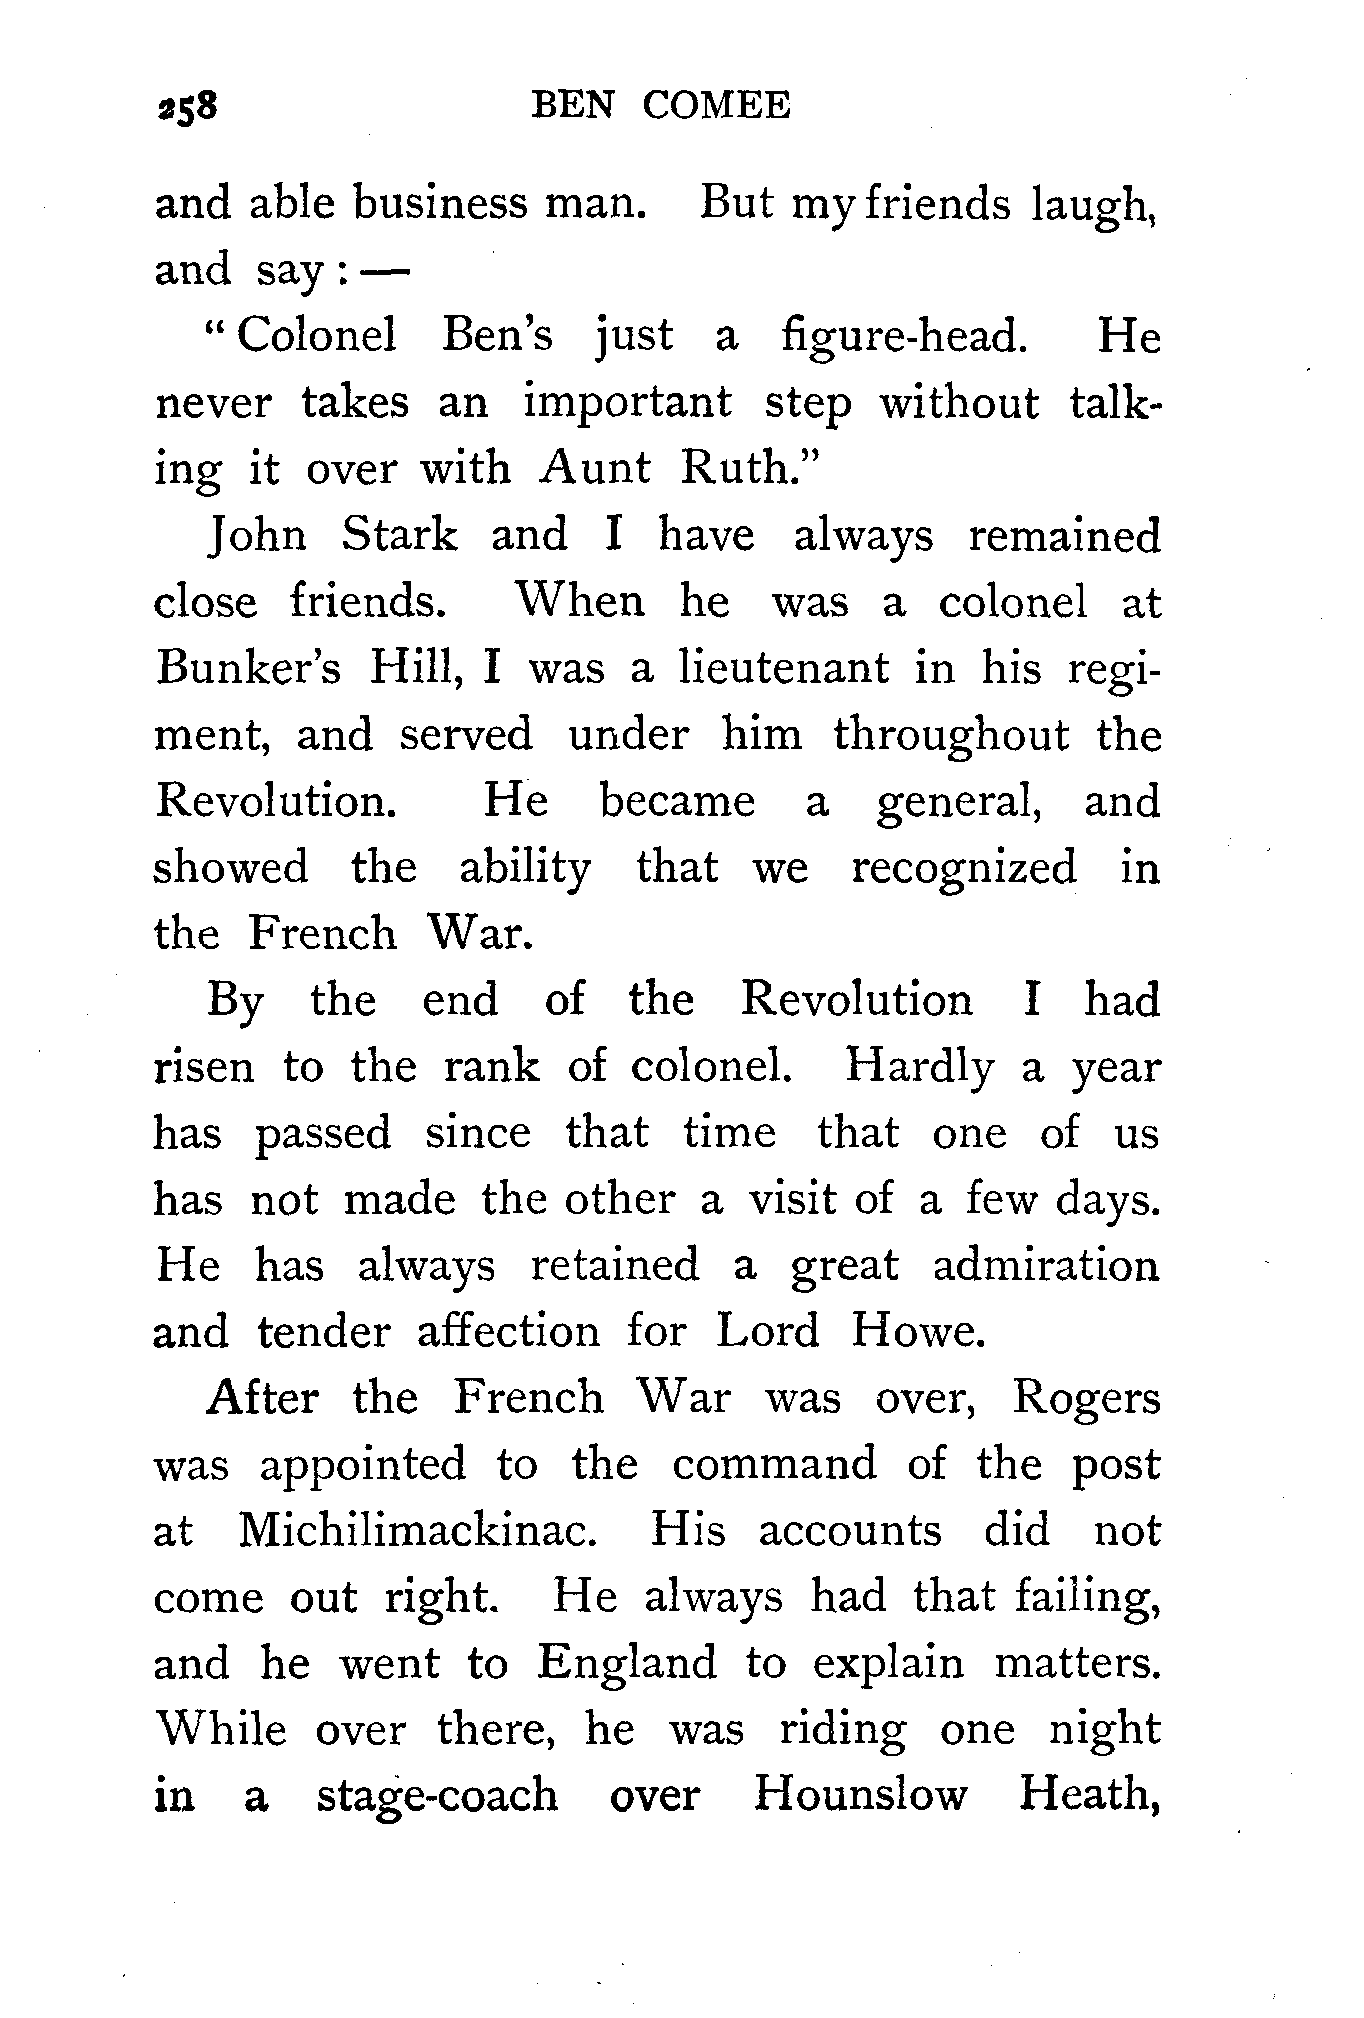 258 BEN COMEE
and able business man. But my friends laugh,
and say : —
“ Colonel Ben’s just a figure-head. He
never takes an important step without talk-
ing it over with Aunt Ruth.”
John Stark and I have always remained
close friends. When he was a colonel at
Bunker’s Hill, I was a lieutenant in his regi-
ment, and served under him throughout the
Revolution. He became a general, and
showed the ability that we recognized in
the French War.
By the end of the Revolution I had
risen to the rank of colonel. Hardly a year
has passed since that time that one of us
has not made the other a visit of a few days.
He has always retained a great admiration
and tender affection for Lord Howe.
After the French War was over, Rogers
was appointed to the command of the post
at Michilimackinac. His accounts did not
come out right. He always had that failing,
and he went to England to explain matters.
While over there, he was riding one night
in a stage-coach over Hounslow Heath,